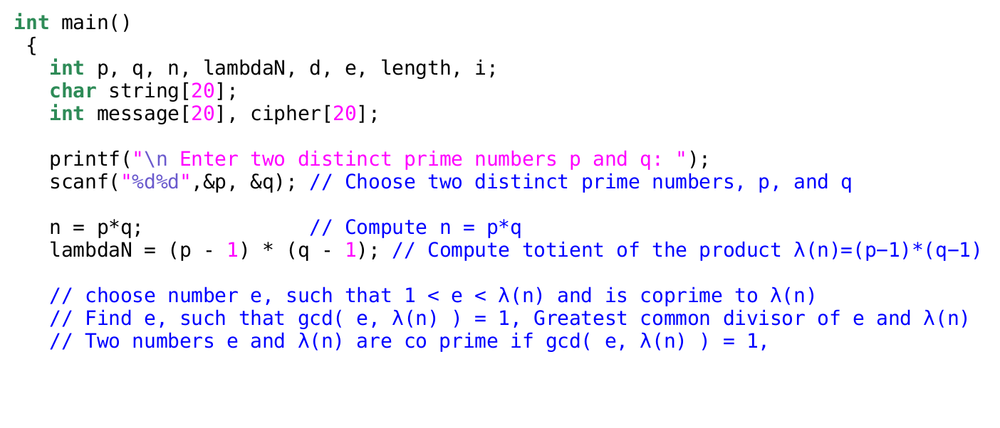 int main()
 {
   int p, q, n, lambdaN, d, e, length, i;
   char string[20];
   int message[20], cipher[20];

   printf("\n Enter two distinct prime numbers p and q: ");
   scanf("%d%d",&p, &q); // Choose two distinct prime numbers, p, and q

   n = p*q;              // Compute n = p*q
   lambdaN = (p - 1) * (q - 1); // Compute totient of the product λ(n)=(p−1)*(q−1)

   // choose number e, such that 1 < e < λ(n) and is coprime to λ(n)
   // Find e, such that gcd( e, λ(n) ) = 1, Greatest common divisor of e and λ(n)
   // Two numbers e and λ(n) are co prime if gcd( e, λ(n) ) = 1,